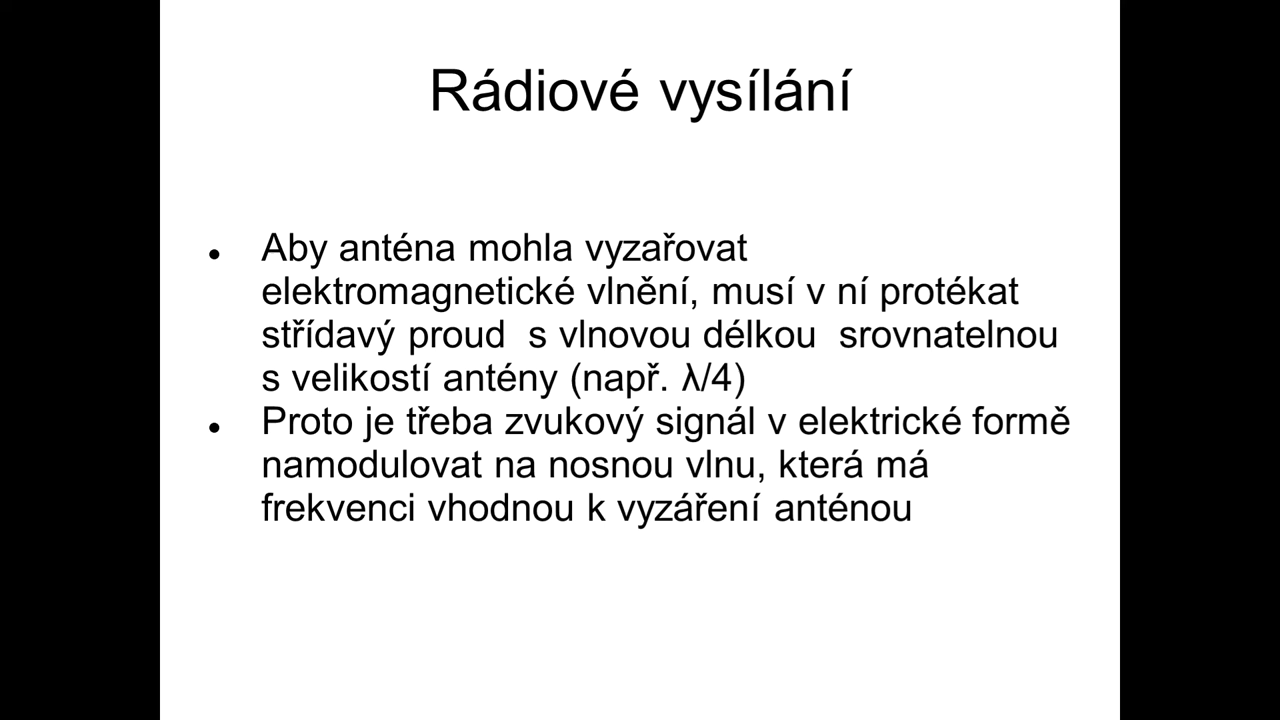 Rádiové vysílání
● Aby anténa mohla vyzařovat
elektromagnetické vlnění, musí v ní protékat
střídavý proud  s vlnovou délkou  srovnatelnou
s velikostí antény (např. λ/4)
● Proto je třeba zvukový signál v elektrické formě
namodulovat na nosnou vlnu, která má
frekvenci vhodnou k vyzáření anténou